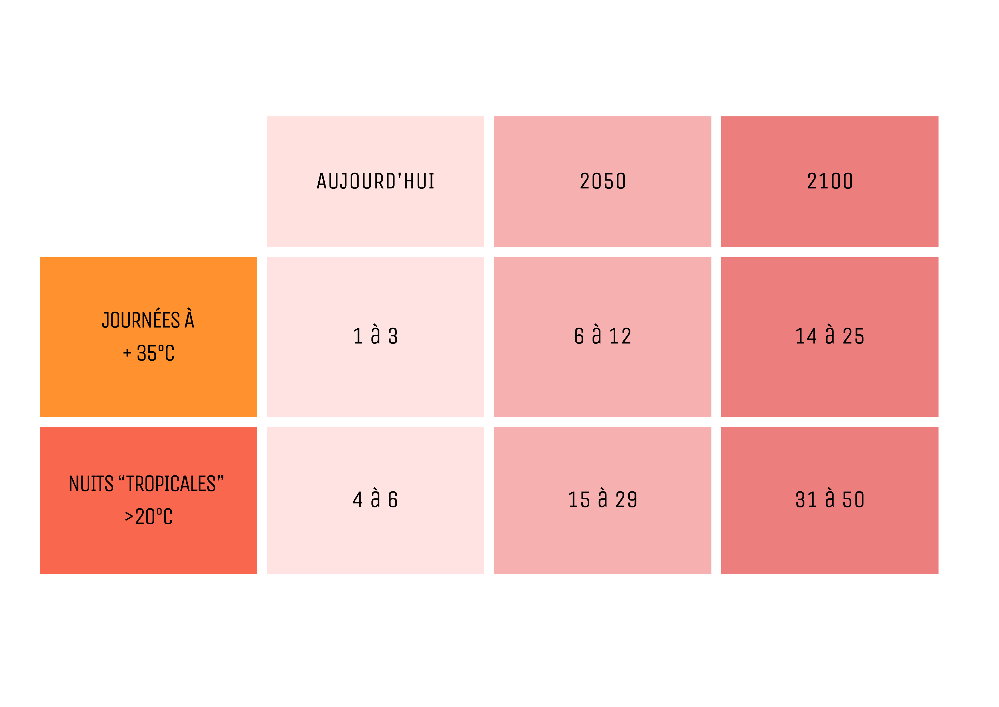 AUJOURD'HUI 2050 2100
JOURNÉES À
+ 35°C
1 à 3 6 à 12 14 à 25
NUITS “TROPICALES”
>20°C
4 à 6 15 à 29 31 à 50